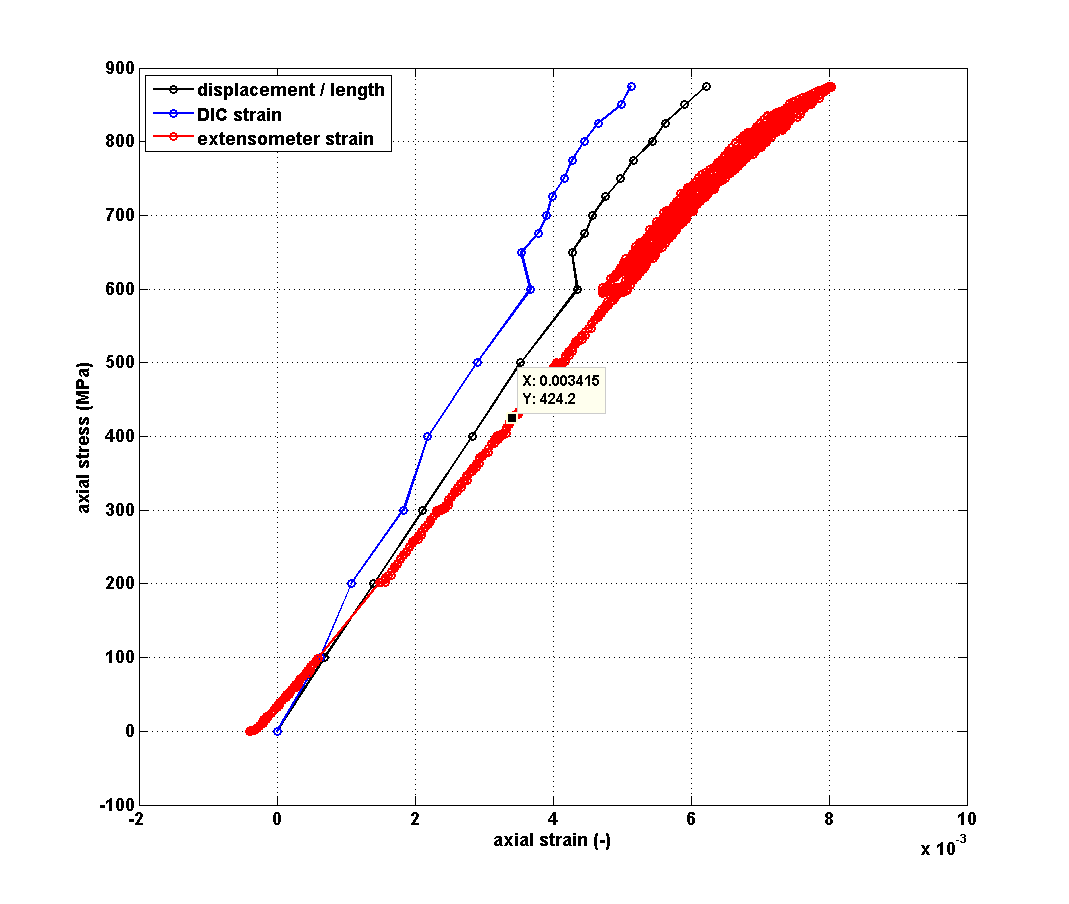 displacement / length
DIC strain
extensometer strain
900
800
700
600
500
400
300
200
100
0
-100
axial stress (MPa)
X: 0.003415
Y: 424.2
-2
0
2
4
6
8
10
axial strain (-)
x 10-3